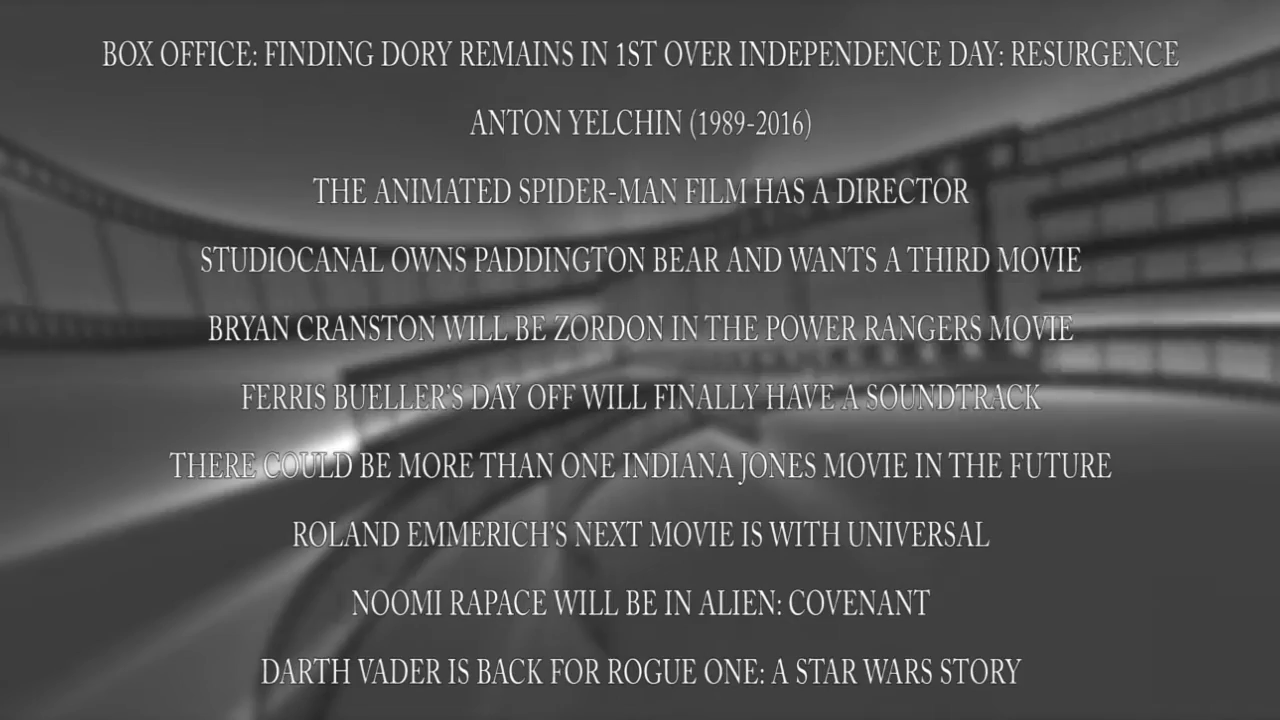 BOX OFFICE: FINDING DORY REMAINS IN 1ST OVER INDEPENDENCE DAY: RESURGENCE
ANTON YELCHIN (1989-2016)
THE ANIMATED SPIDER-MAN FILM HAS A DIRECTOR
STUDIOCANAL OWNS PADDINGTON BEAR AND WANTS A THIRD MOVIE
BRYAN CRANSTON WILL BE ZORDON IN THE POWER RANGERS MOVIE
FERRIS BUELLER'S DAY OFF WILL FINALLY HAVE A SOUNDTRACK
THERE COULD BE MORE THAN ONE INDIANA JONES MOVIE IN THE FUTURE
ROLAND EMMERICH'S NEXT MOVIE IS WITH UNIVERSAL
NOOMI RAPACE WILL BE IN ALIEN: COVENANT
DARTH VADER IS BACK FOR ROGUE ONE: A STAR WARS STORY